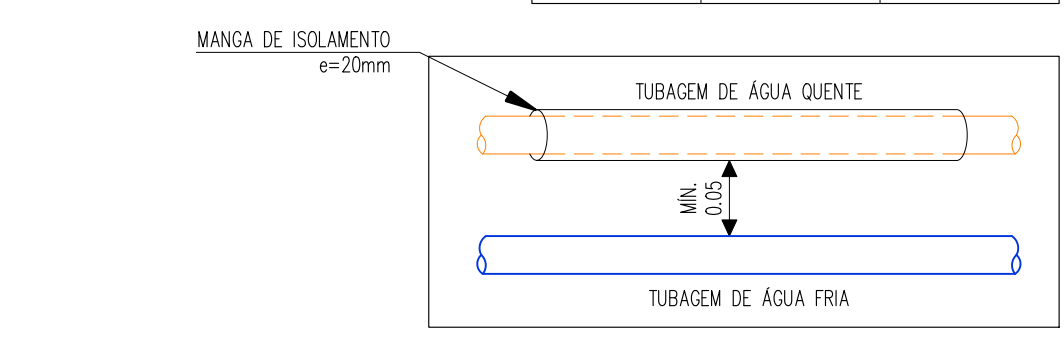 MANGA DE ISOLAMENTO
e=20mm
TUBAGEM DE ÁGUA QUENTE
MÍN.
0.05
TUBAGEM DE ÁGUA FRIA